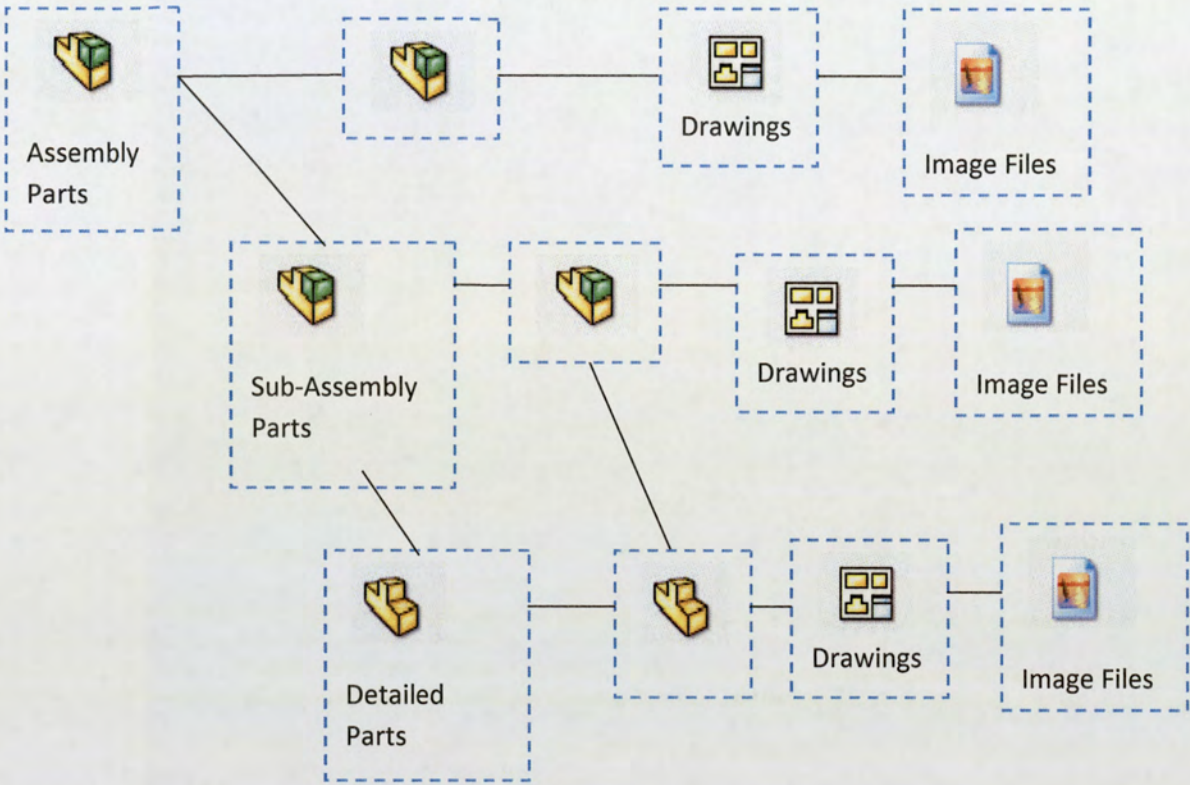 Assembly
Parts
Drawings
Image Files
Sub-Assembly
Parts
Drawings
Image Files
Detailed
Parts
Drawings
Image Files